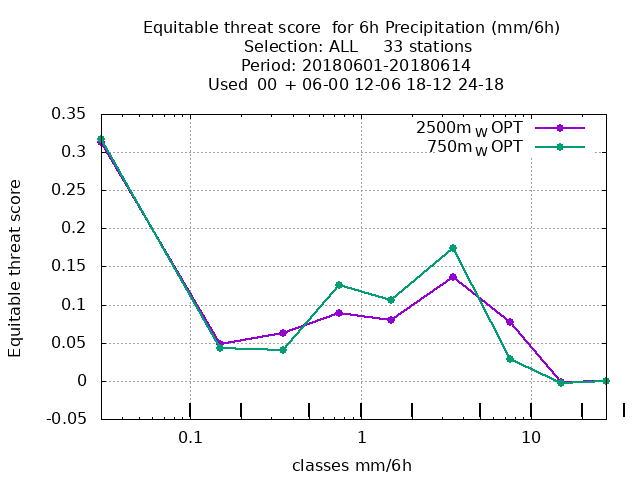 Equitable threat score  for 6h Precipitation (mm/6h)
Selection: ALL     33 stations
Period: 20180601-20180614
Used  00  + 06-00 12-06 18-12 24-18
2500m W OPT
750m W OPT
0.35
0.3
0.25
0.2
0.15
0.1
0.05
0
-0.05
Equitable threat score
0.1 1 10
classes mm/6h